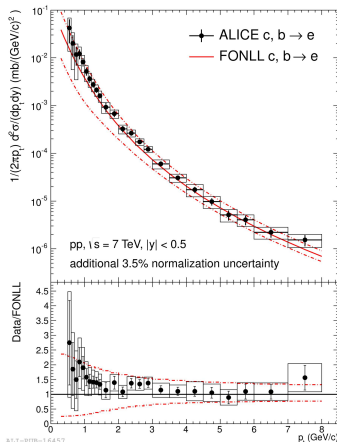 10⁻¹
1/(2πpₜ) d²σ/(dpₜdy) (mb/(GeV/c)²)
ALICE c, b → e
FONLL c, b → e
10⁻²
10⁻³
10⁻⁴
10⁻⁵
10⁻⁶
pp, √s = 7 TeV, |y| < 0.5
additional 3.5% normalization uncertainty
Data/FONLL
4.5
4
3.5
3
2.5
2
1.5
1
0.5
0
0 1 2 3 4 5 6 7 8
pₜ (GeV/c)